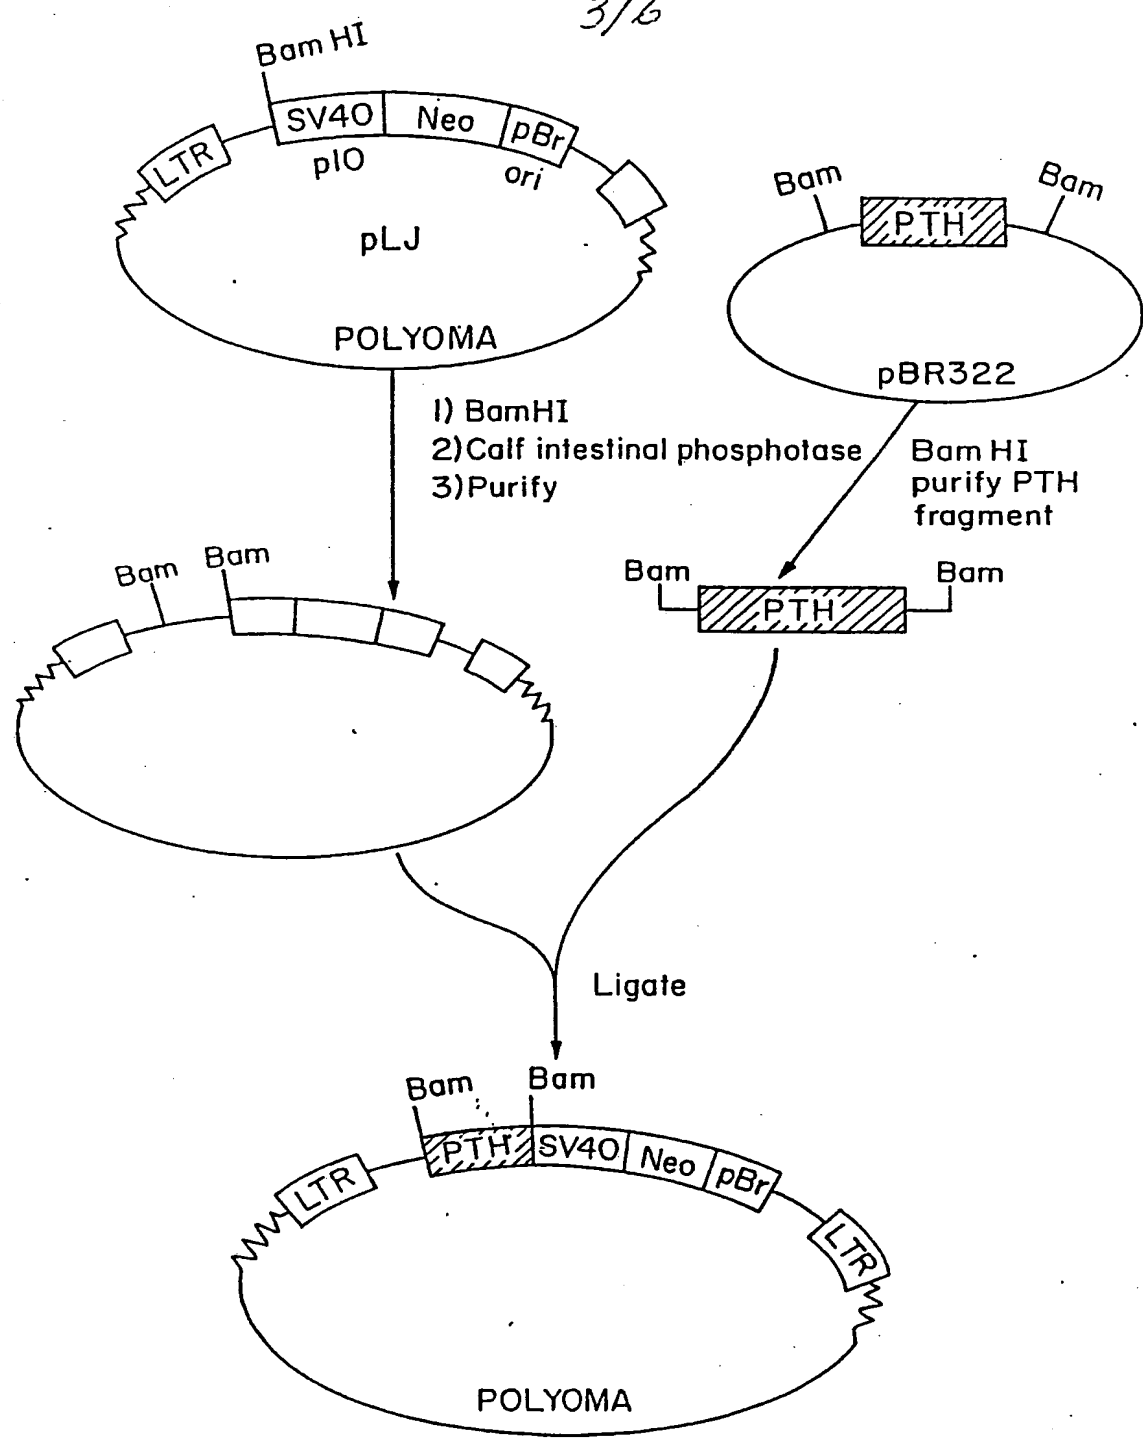 3/6
Bam HI
SV40 Neo pBr
LTR
pIO
ori
pLJ
POLYOMA
Bam
Bam
PTH
pBR322
1) BamHI
2) Calf intestinal phosphotase
3) Purify
Bam HI
purify PTH
fragment
Bam
Bam
Bam
Bam
PTH
Ligate
Bam
Bam
LTR
PTH SV40 Neo pBr
LTR
POLYOMA